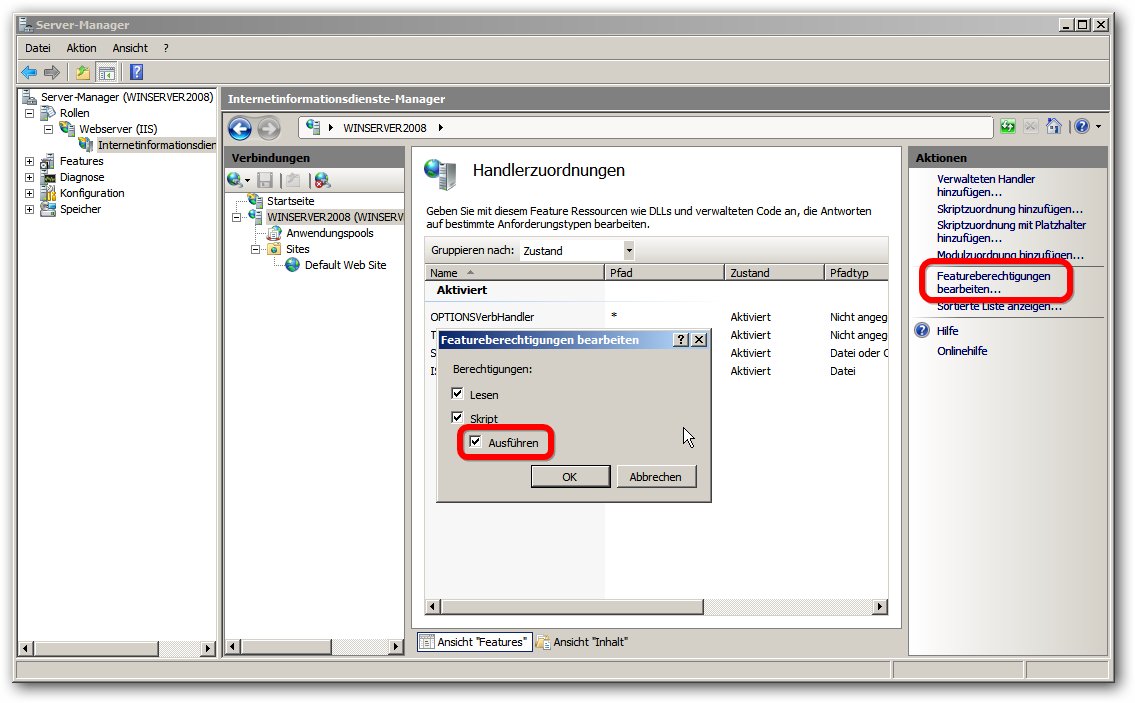 Server-Manager
Datei Aktion Ansicht ?
Server-Manager (WINSERVER2008)
Rollen
Webserver (IIS)
Internetinformationsdien
Features
Diagnose
Konfiguration
Speicher
Internetinformationsdienste-Manager
WINSERVER2008
Verbindungen
Startseite
WINSERVER2008 (WINSERV
Anwendungspools
Sites
Default Web Site
Handlerzuordnungen
Geben Sie mit diesem Feature Ressourcen wie DLLs und verwalteten Code an, die Antworten
auf bestimmte Anforderungstypen bearbeiten.
Gruppieren nach: Zustand
Name Pfad Zustand Pfadtyp
Aktiviert
OPTIONSVerbHandler * Aktiviert Nicht angeg
T Aktiviert Nicht angeg
S Aktiviert Datei oder O
IS Aktiviert Datei
Featureberechtigungen bearbeiten
Berechtigungen:
Lesen
Skript
Ausführen
OK Abbrechen
Ansicht "Features" Ansicht "Inhalt"
Aktionen
Verwalteten Handler
hinzufügen...
Skriptzuordnung hinzufügen...
Skriptzuordnung mit Platzhalter
hinzufügen...
Modulzuordnung hinzufügen...
Featureberechtigungen
bearbeiten...
Sortierte Liste anzeigen...
Hilfe
Onlinehilfe